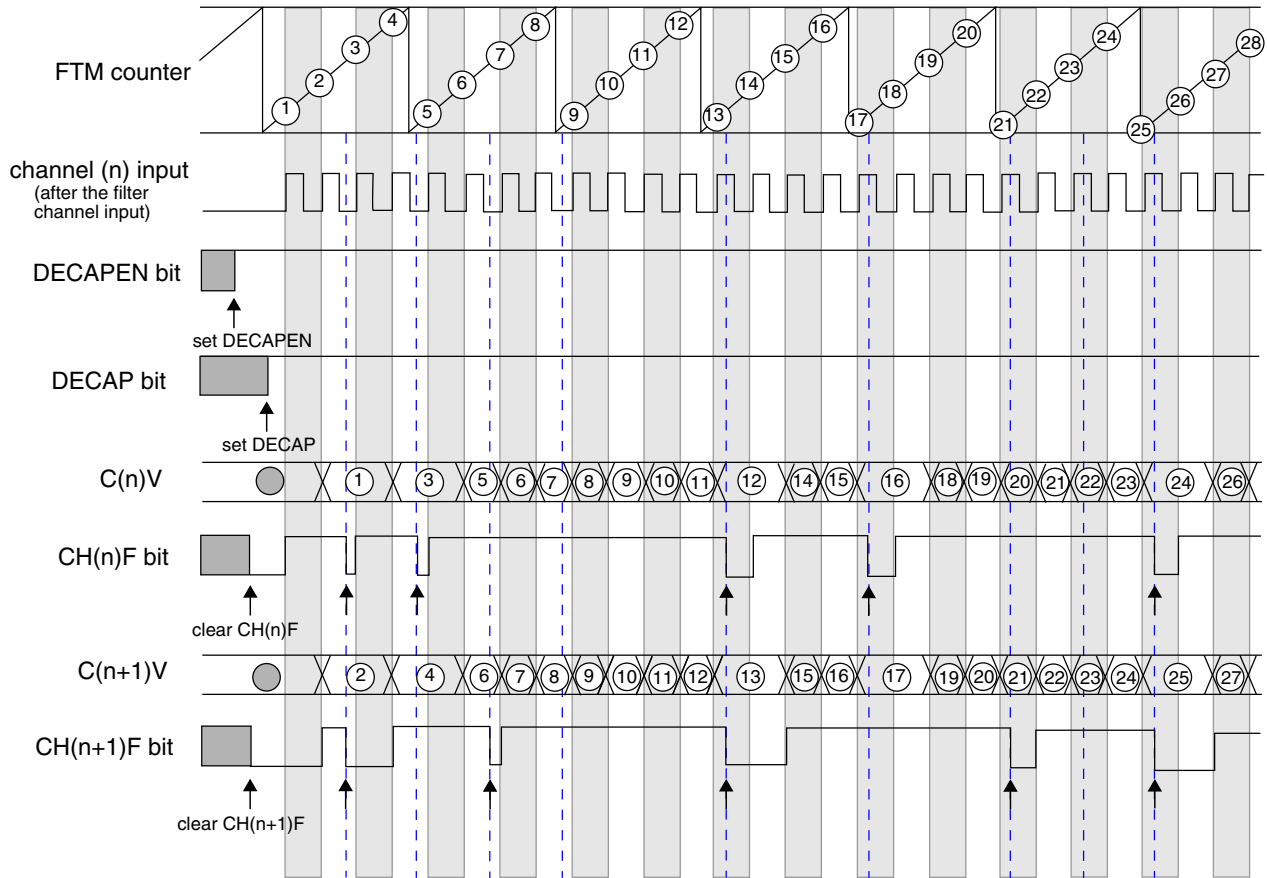 FTM counter
1 2 3 4 5 6 7 8 9 10 11 12 13 14 15 16 17 18 19 20 21 22 23 24 25 26 27 28
channel (n) input
(after the filter
channel input)
DECAPEN bit
set DECAPEN
DECAP bit
set DECAP
C(n)V
1 3 5 6 7 8 9 10 11 12 14 15 16 18 19 20 21 22 23 24 26
CH(n)F bit
clear CH(n)F
C(n+1)V
2 4 6 7 8 9 10 11 12 13 15 16 17 19 20 21 22 23 24 25 27
CH(n+1)F bit
clear CH(n+1)F